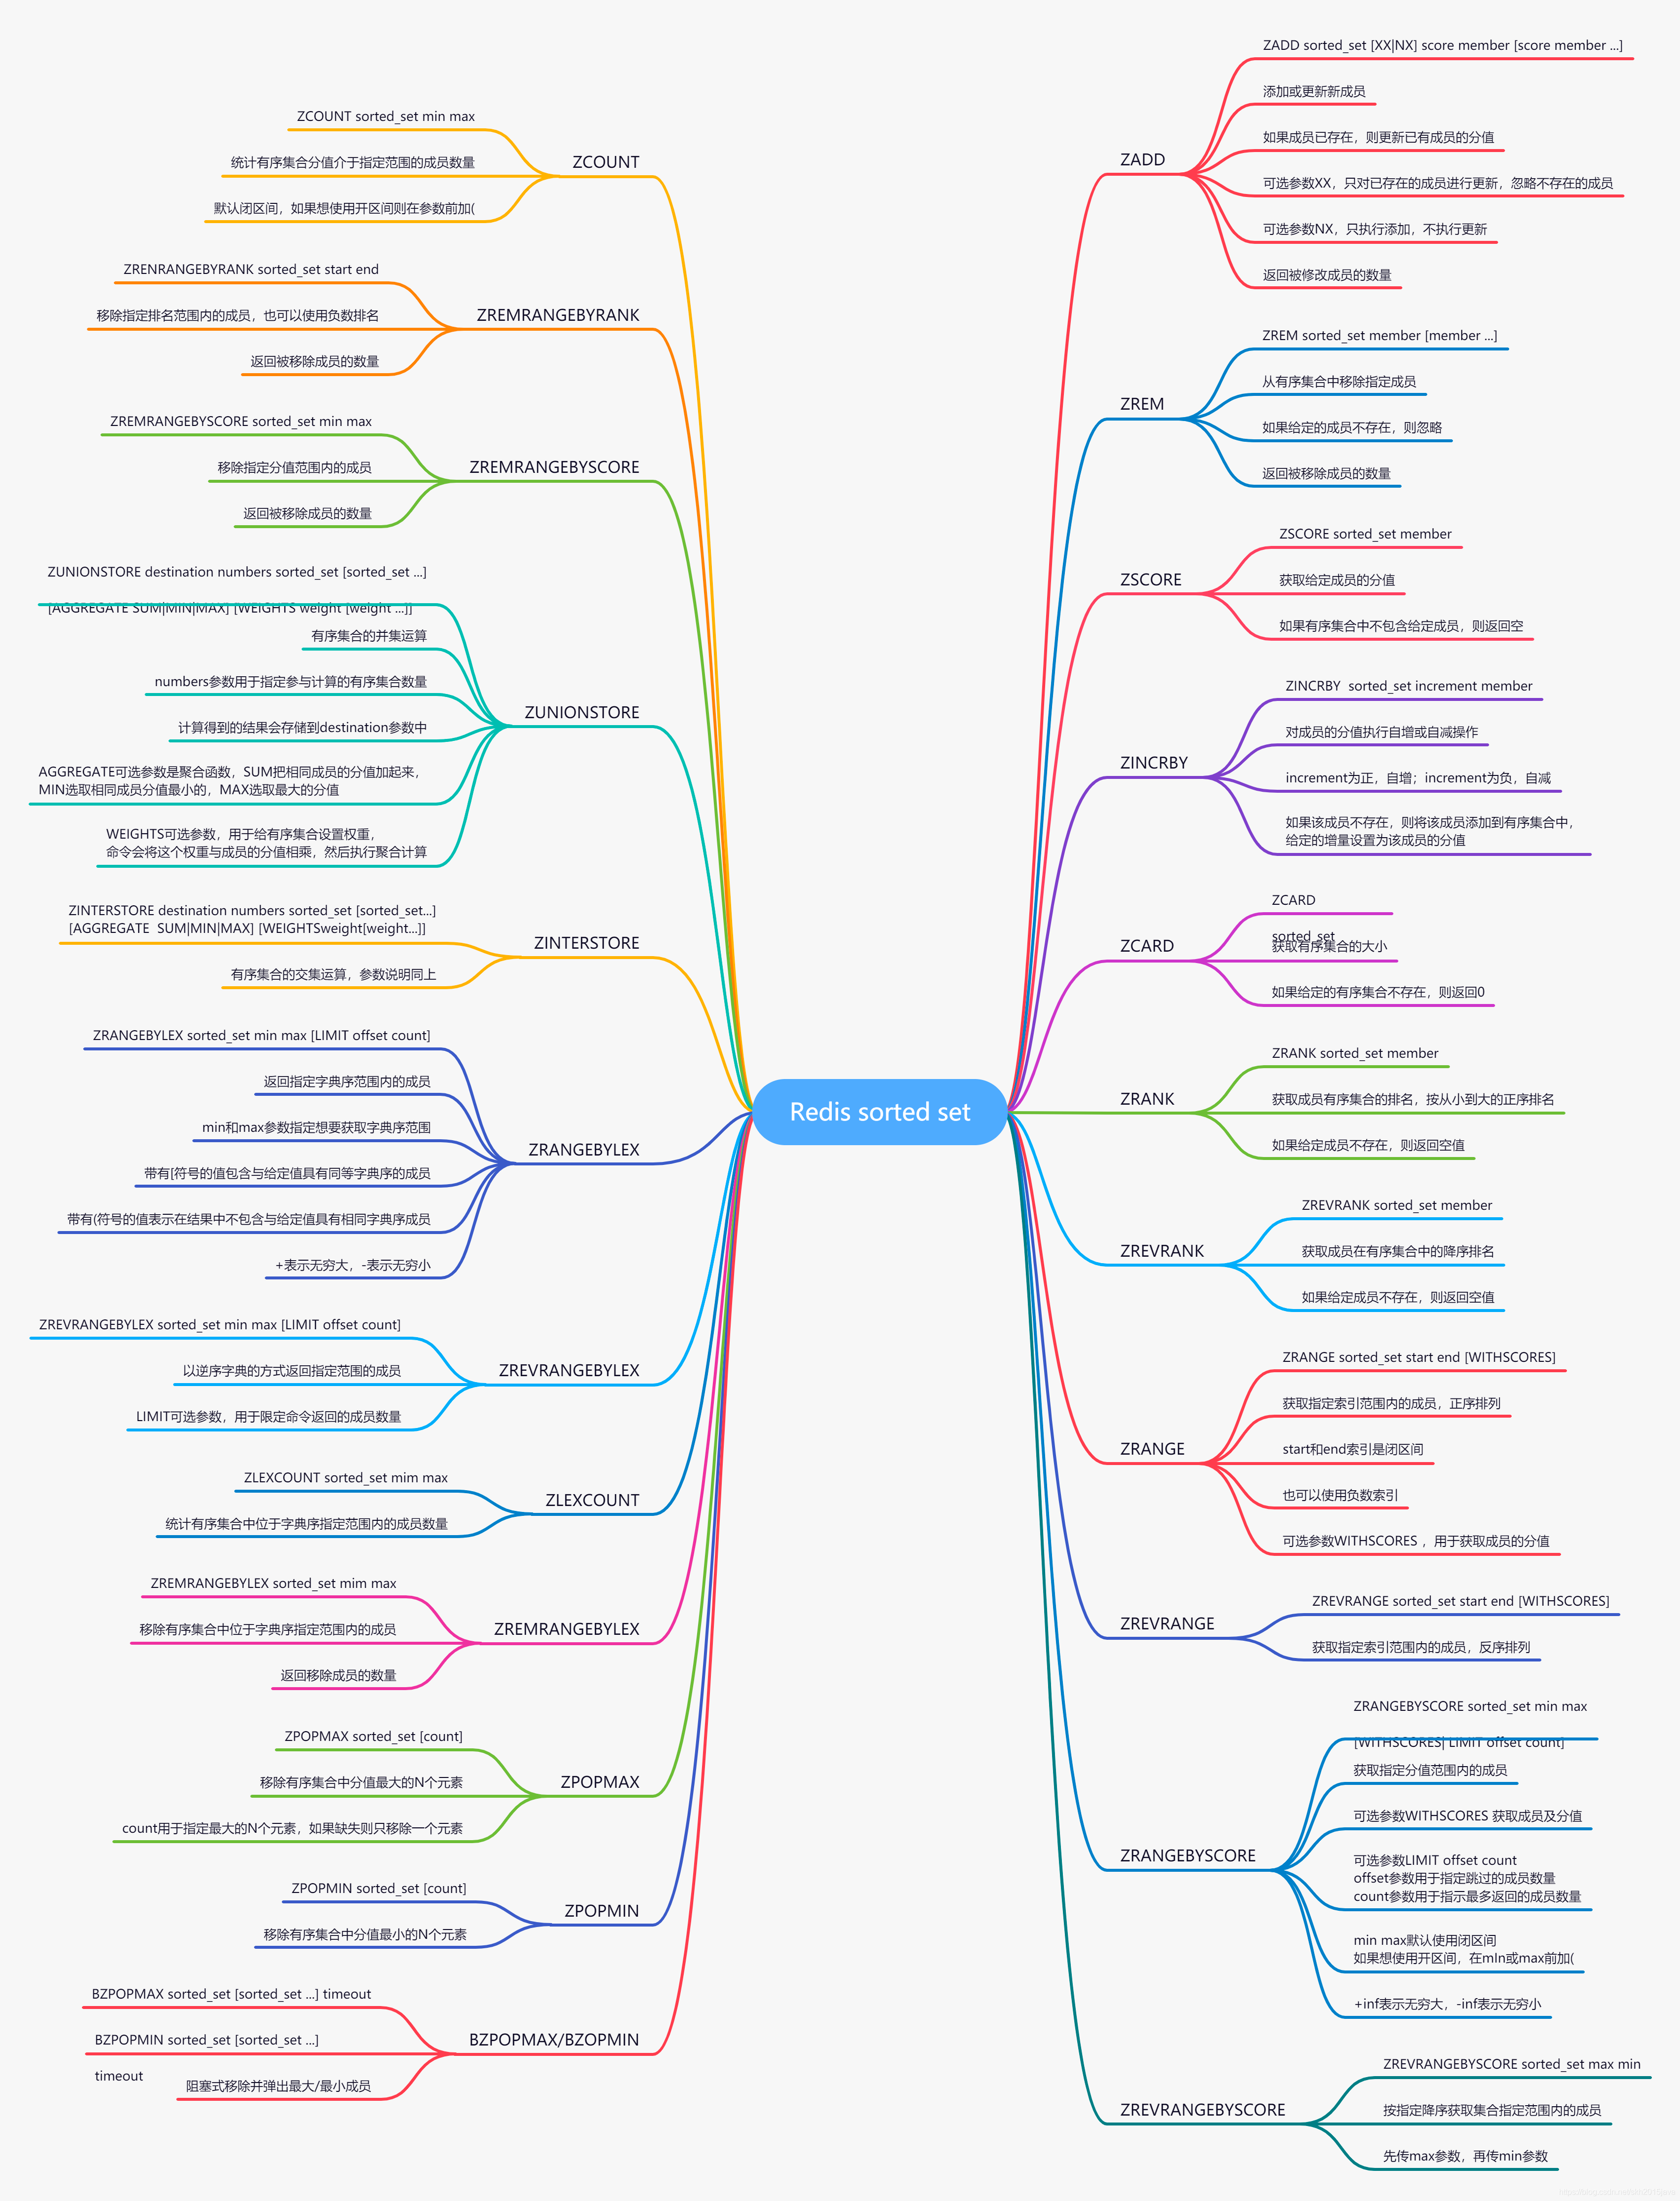 Redis sorted set
ZADD
ZADD sorted_set [XX|NX] score member [score member ...]
添加或更新新成员
如果成员已存在，则更新已有成员的分值
可选参数XX，只对已存在的成员进行更新，忽略不存在的成员
可选参数NX，只执行添加，不执行更新
返回被修改成员的数量
ZREM
ZREM sorted_set member [member ...]
从有序集合中移除指定成员
如果给定的成员不存在，则忽略
返回被移除成员的数量
ZSCORE
ZSCORE sorted_set member
获取给定成员的分值
如果有序集合中不包含给定成员，则返回空
ZINCRBY
ZINCRBY  sorted_set increment member
对成员的分值执行自增或自减操作
increment为正，自增；increment为负，自减
如果该成员不存在，则将该成员添加到有序集合中，
给定的增量设置为该成员的分值
ZCARD
ZCARD
sorted_set
获取有序集合的大小
如果给定的有序集合不存在，则返回0
ZRANK
ZRANK sorted_set member
获取成员有序集合的排名，按从小到大的正序排名
如果给定成员不存在，则返回空值
ZREVRANK
ZREVRANK sorted_set member
获取成员在有序集合中的降序排名
如果给定成员不存在，则返回空值
ZRANGE
ZRANGE sorted_set start end [WITHSCORES]
获取指定索引范围内的成员，正序排列
start和end索引是闭区间
也可以使用负数索引
可选参数WITHSCORES ，用于获取成员的分值
ZREVRANGE
ZREVRANGE sorted_set start end [WITHSCORES]
获取指定索引范围内的成员，反序排列
ZRANGEBYSCORE
ZRANGEBYSCORE sorted_set min max
[WITHSCORES| LIMIT offset count]
获取指定分值范围内的成员
可选参数WITHSCORES 获取成员及分值
可选参数LIMIT offset count
offset参数用于指定跳过的成员数量
count参数用于指示最多返回的成员数量
min max默认使用闭区间
如果想使用开区间，在mIn或max前加(
+inf表示无穷大，-inf表示无穷小
ZREVRANGEBYSCORE
ZREVRANGEBYSCORE sorted_set max min
按指定降序获取集合指定范围内的成员
先传max参数，再传min参数
ZCOUNT
ZCOUNT sorted_set min max
统计有序集合分值介于指定范围的成员数量
默认闭区间，如果想使用开区间则在参数前加(
ZREMRANGEBYRANK
ZRENRANGEBYRANK sorted_set start end
移除指定排名范围内的成员，也可以使用负数排名
返回被移除成员的数量
ZREMRANGEBYSCORE
ZREMRANGEBYSCORE sorted_set min max
移除指定分值范围内的成员
返回被移除成员的数量
ZUNIONSTORE
ZUNIONSTORE destination numbers sorted_set [sorted_set ...]
[AGGREGATE SUM|MIN|MAX] [WEIGHTS weight [weight ...]]
有序集合的并集运算
numbers参数用于指定参与计算的有序集合数量
计算得到的结果会存储到destination参数中
AGGREGATE可选参数是聚合函数，SUM把相同成员的分值加起来，
MIN选取相同成员分值最小的，MAX选取最大的分值
WEIGHTS可选参数，用于给有序集合设置权重，
命令会将这个权重与成员的分值相乘，然后执行聚合计算
ZINTERSTORE
ZINTERSTORE destination numbers sorted_set [sorted_set...]
[AGGREGATE  SUM|MIN|MAX] [WEIGHTSweight[weight...]]
有序集合的交集运算，参数说明同上
ZRANGEBYLEX
ZRANGEBYLEX sorted_set min max [LIMIT offset count]
返回指定字典序范围内的成员
min和max参数指定想要获取字典序范围
带有[符号的值包含与给定值具有同等字典序的成员
带有(符号的值表示在结果中不包含与给定值具有相同字典序成员
+表示无穷大，-表示无穷小
ZREVRANGEBYLEX
ZREVRANGEBYLEX sorted_set min max [LIMIT offset count]
以逆序字典的方式返回指定范围的成员
LIMIT可选参数，用于限定命令返回的成员数量
ZLEXCOUNT
ZLEXCOUNT sorted_set mim max
统计有序集合中位于字典序指定范围内的成员数量
ZREMRANGEBYLEX
ZREMRANGEBYLEX sorted_set mim max
移除有序集合中位于字典序指定范围内的成员
返回移除成员的数量
ZPOPMAX
ZPOPMAX sorted_set [count]
移除有序集合中分值最大的N个元素
count用于指定最大的N个元素，如果缺失则只移除一个元素
ZPOPMIN
ZPOPMIN sorted_set [count]
移除有序集合中分值最小的N个元素
BZPOPMAX/BZOPMIN
BZPOPMAX sorted_set [sorted_set ...] timeout
BZPOPMIN sorted_set [sorted_set ...]
timeout
阻塞式移除并弹出最大/最小成员